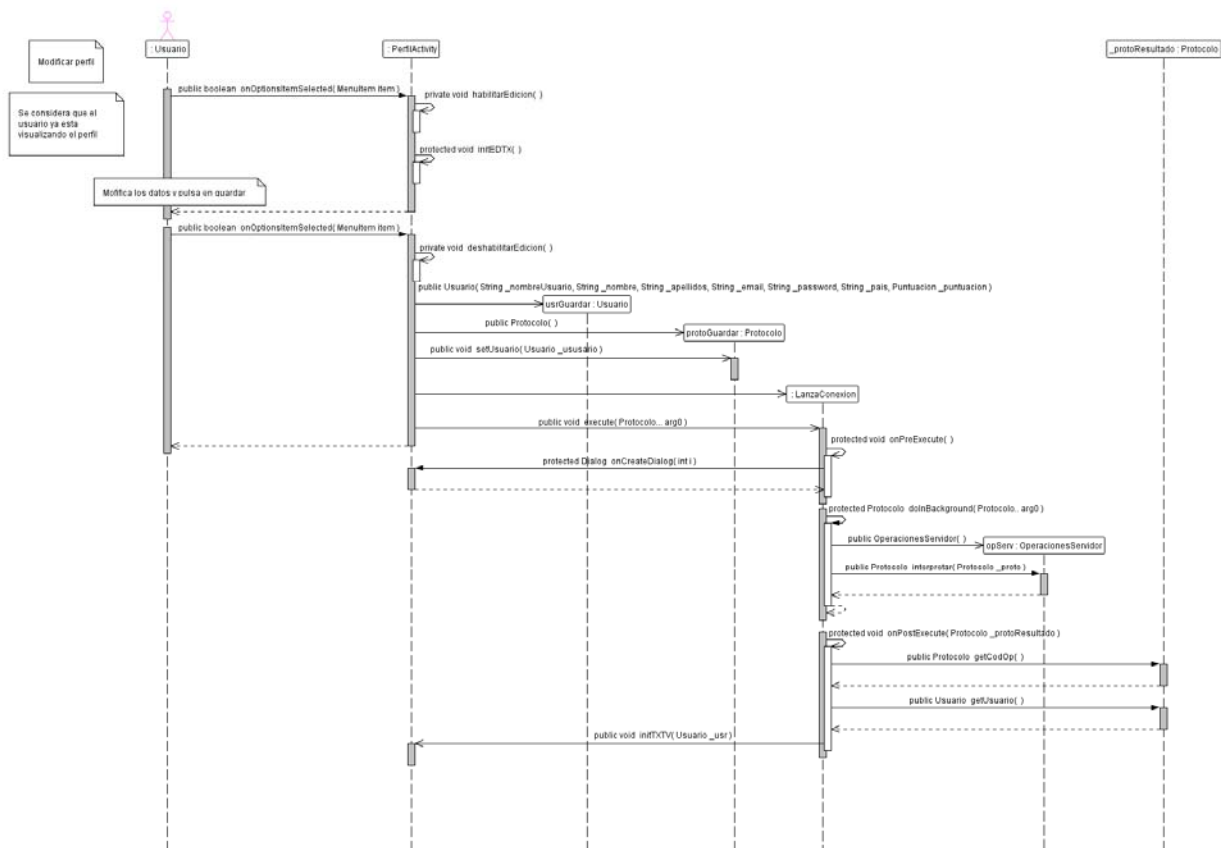 : Usuario
: PerfilActivity
_protoResultado : Protocolo
Modificar perfil
public boolean onOptionsItemSelected( MenuItem item )
private void habilitarEdicion( )
Se considera que el
usuario ya esta
visualizando el perfil
protected void initEDTX( )
Mofifica los datos y pulsa en guardar
public boolean onOptionsItemSelected( MenuItem item )
private void deshabilitarEdicion( )
public Usuario( String _nombreUsuario, String _nombre, String _apellidos, String _email, String _password, String _pais, Puntuacion _puntuacion )
usrGuardar : Usuario
public Protocolo( )
protoGuardar : Protocolo
public void setUsuario( Usuario _ususario )
: LanzaConexion
public void execute( Protocolo... arg0 )
protected void onPreExecute( )
protected Dialog onCreateDialog( int i )
protected Protocolo doInBackground( Protocolo... arg0 )
public OperacionesServidor( )
opServ : OperacionesServidor
public Protocolo interpretar( Protocolo _proto )
protected void onPostExecute( Protocolo _protoResultado )
public Protocolo getCodOp( )
public Usuario getUsuario( )
public void initTXTV( Usuario _usr )